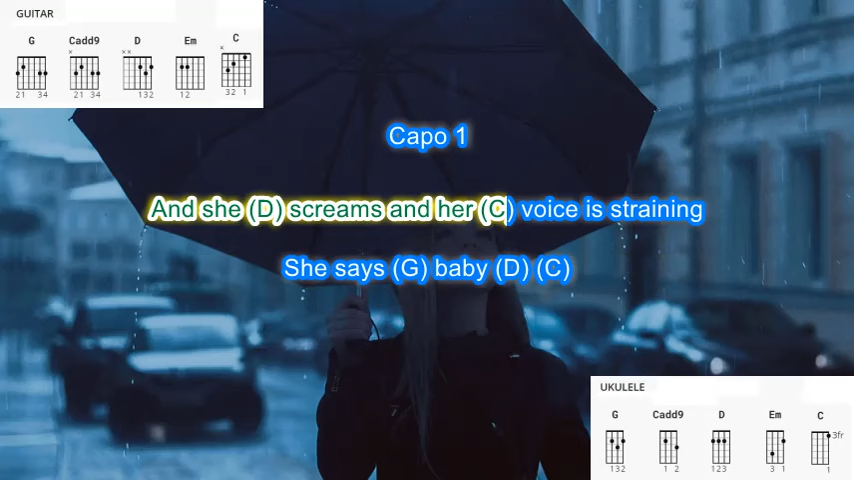 GUITAR
G Cadd9 D Em C
× ×× ×
21 34 21 34 132 12 32 1
Capo 1
And she (D) screams and her (C) voice is straining
She says (G) baby (D) (C)
UKULELE
G Cadd9 D Em C
3fr
132 1 2 123 3 1 1